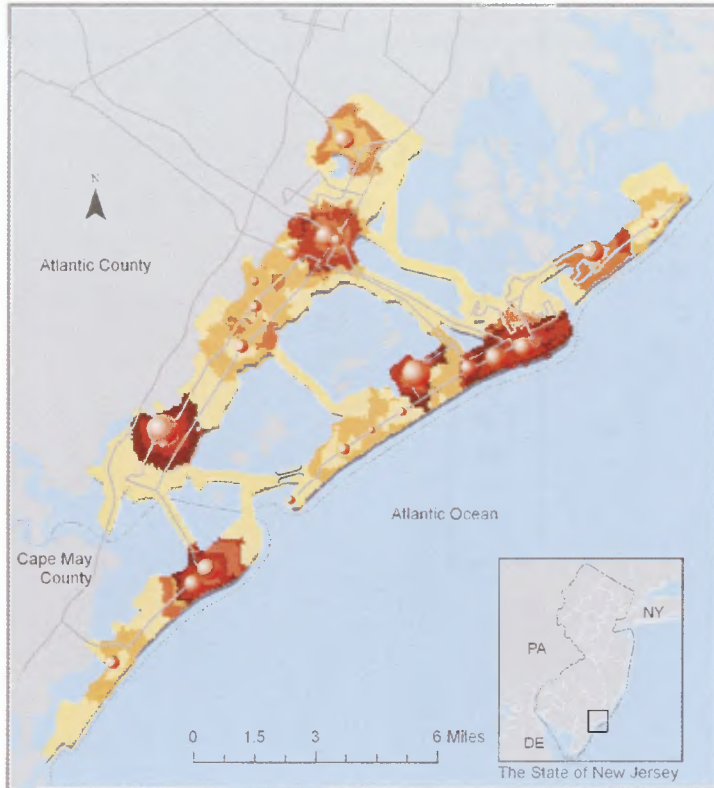 N
Atlantic County
Atlantic Ocean
Cape May
County
NY
PA
DE
0 1.5 3 6 Miles
The State of New Jersey